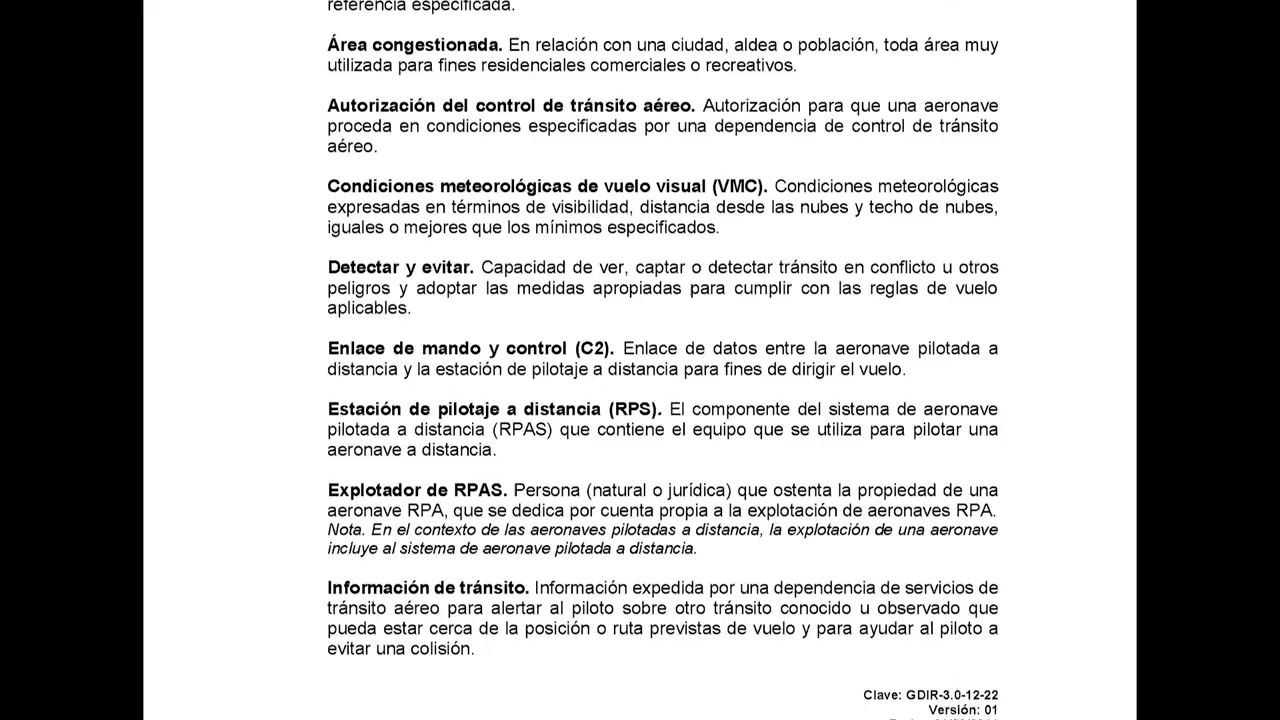 referencia especificada.
Área congestionada. En relación con una ciudad, aldea o población, toda área muy
utilizada para fines residenciales comerciales o recreativos.
Autorización del control de tránsito aéreo. Autorización para que una aeronave
proceda en condiciones especificadas por una dependencia de control de tránsito
aéreo.
Condiciones meteorológicas de vuelo visual (VMC). Condiciones meteorológicas
expresadas en términos de visibilidad, distancia desde las nubes y techo de nubes,
iguales o mejores que los mínimos especificados.
Detectar y evitar. Capacidad de ver, captar o detectar tránsito en conflicto u otros
peligros y adoptar las medidas apropiadas para cumplir con las reglas de vuelo
aplicables.
Enlace de mando y control (C2). Enlace de datos entre la aeronave pilotada a
distancia y la estación de pilotaje a distancia para fines de dirigir el vuelo.
Estación de pilotaje a distancia (RPS). El componente del sistema de aeronave
pilotada a distancia (RPAS) que contiene el equipo que se utiliza para pilotar una
aeronave a distancia.
Explotador de RPAS. Persona (natural o jurídica) que ostenta la propiedad de una
aeronave RPA, que se dedica por cuenta propia a la explotación de aeronaves RPA.
Nota. En el contexto de las aeronaves pilotadas a distancia, la explotación de una aeronave
incluye al sistema de aeronave pilotada a distancia.
Información de tránsito. Información expedida por una dependencia de servicios de
tránsito aéreo para alertar al piloto sobre otro tránsito conocido u observado que
pueda estar cerca de la posición o ruta previstas de vuelo y para ayudar al piloto a
evitar una colisión.
Clave: GDIR-3.0-12-22
Versión: 01